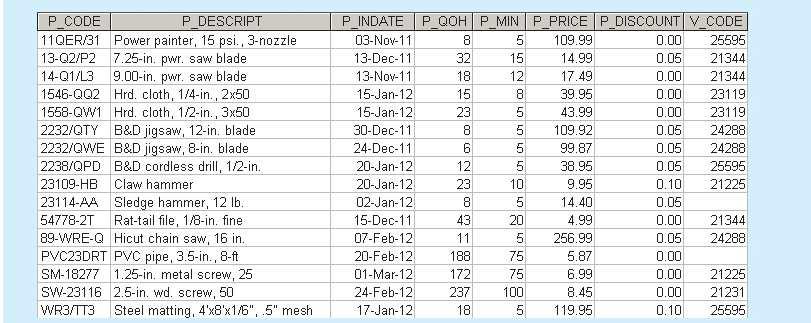 P_CODE P_DESCRIPT P_INDATE P_QOH P_MIN P_PRICE P_DISCOUNT V_CODE
11QER/31 Power painter, 15 psi., 3-nozzle 03-Nov-11 8 5 109.99 0.00 25595
13-Q2/P2 7.25-in. pwr. saw blade 13-Dec-11 32 15 14.99 0.05 21344
14-Q1/L3 9.00-in. pwr. saw blade 13-Nov-11 18 12 17.49 0.00 21344
1546-QQ2 Hrd. cloth, 1/4-in., 2x50 15-Jan-12 15 8 39.95 0.00 23119
1558-QW1 Hrd. cloth, 1/2-in., 3x50 15-Jan-12 23 5 43.99 0.00 23119
2232/QTY B&D jigsaw, 12-in. blade 30-Dec-11 8 5 109.92 0.05 24288
2232/QWE B&D jigsaw, 8-in. blade 24-Dec-11 6 5 99.87 0.05 24288
2238/QPD B&D cordless drill, 1/2-in. 20-Jan-12 12 5 38.95 0.05 25595
23109-HB Claw hammer 20-Jan-12 23 10 9.95 0.10 21225
23114-AA Sledge hammer, 12 lb. 02-Jan-12 8 5 14.40 0.05
54778-2T Rat-tail file, 1/8-in. fine 15-Dec-11 43 20 4.99 0.00 21344
89-WRE-Q Hicut chain saw, 16 in. 07-Feb-12 11 5 256.99 0.05 24288
PVC23DRT PVC pipe, 3.5-in., 8-ft 20-Feb-12 188 75 5.87 0.00
SM-18277 1.25-in. metal screw, 25 01-Mar-12 172 75 6.99 0.00 21225
SW-23116 2.5-in. wd. screw, 50 24-Feb-12 237 100 8.45 0.00 21231
WR3/TT3 Steel matting, 4'x8'x1/6", .5" mesh 17-Jan-12 18 5 119.95 0.10 25595